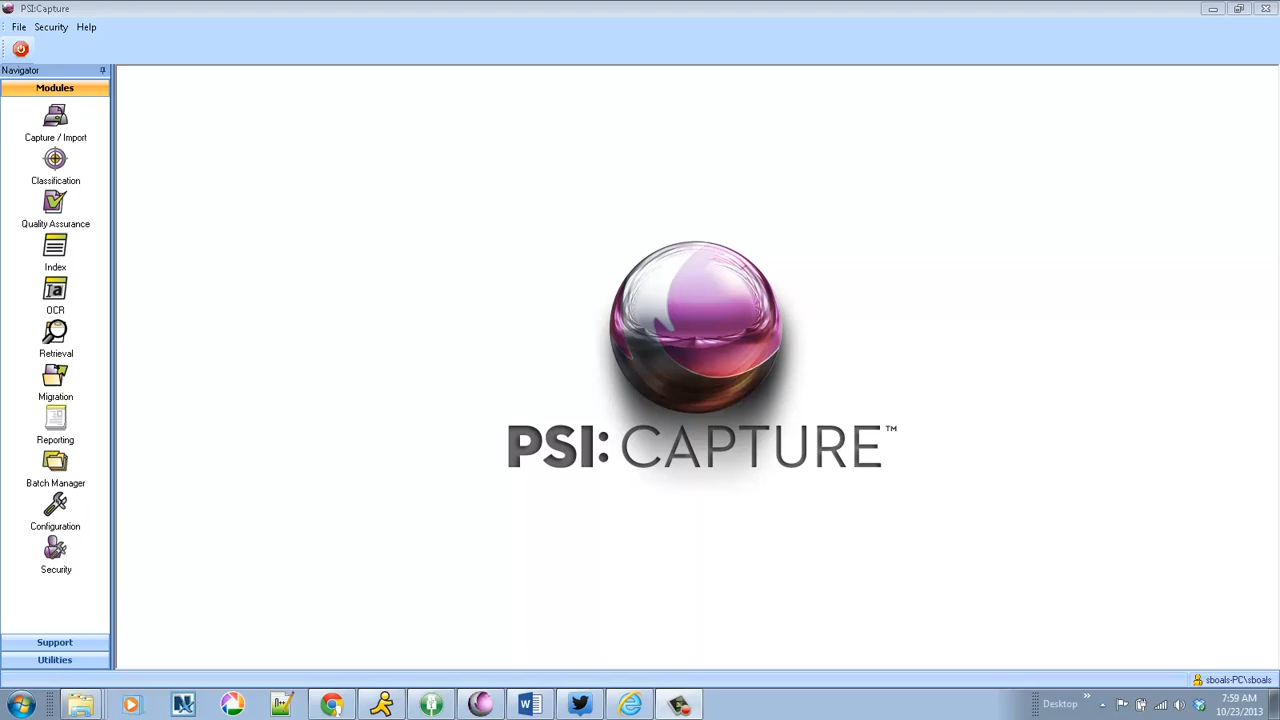 PSI:Capture
File Security Help
Navigator
Modules
Capture / Import
Classification
Quality Assurance
Index
OCR
Retrieval
Migration
Reporting
Batch Manager
Configuration
Security
Support
Utilities
PSI:CAPTURE™
sboals-PC\sboals
Desktop
7:59 AM
10/23/2013